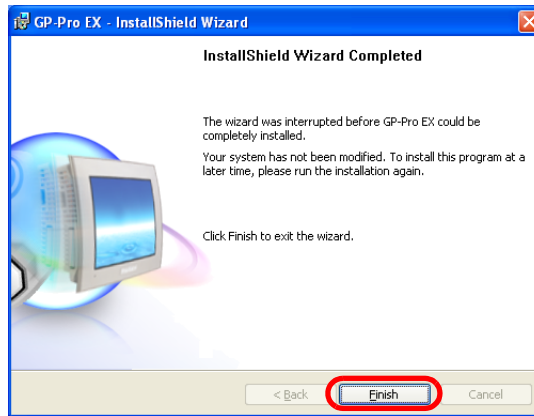 GP-Pro EX - InstallShield Wizard
InstallShield Wizard Completed
The wizard was interrupted before GP-Pro EX could be
completely installed.
Your system has not been modified. To install this program at a
later time, please run the installation again.
Click Finish to exit the wizard.
< Back Finish Cancel